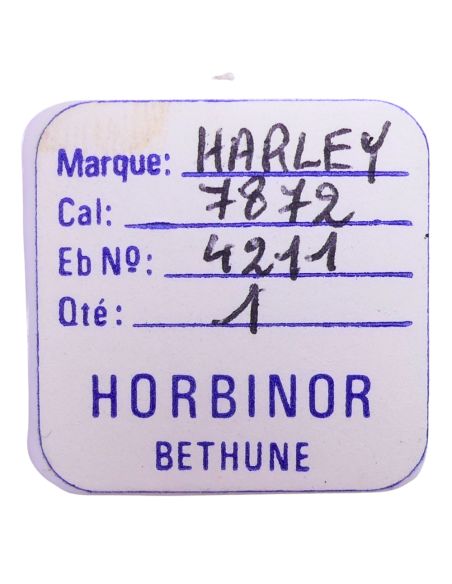 Marque: HARLEY
Cal: 7872
Eb Nº: 4211
Qté: 1
HORBINOR
BETHUNE